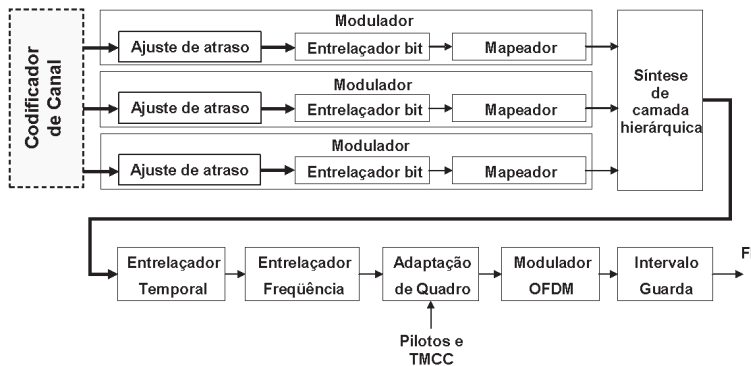 Codificador
de Canal
Modulador
Ajuste de atraso
Entrelaçador bit
Mapeador
Modulador
Ajuste de atraso
Entrelaçador bit
Mapeador
Modulador
Ajuste de atraso
Entrelaçador bit
Mapeador
Síntese
de
camada
hierárquica
Entrelaçador
Temporal
Entrelaçador
Freqüência
Adaptação
de Quadro
Modulador
OFDM
Intervalo
Guarda
Pilotos e
TMCC